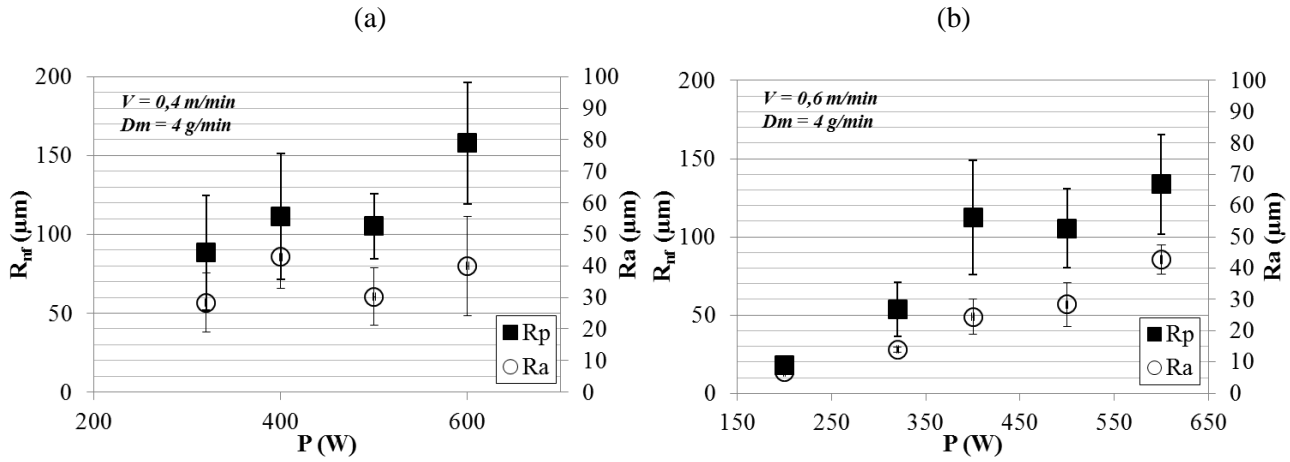 (a)
(b)
V = 0,4 m/min
Dm = 4 g/min
R_nf (µm)
200
150
100
50
0
100
90
80
70
60
50
40
30
20
10
0
Ra (µm)
Rp
Ra
200 400 600
P (W)
V = 0,6 m/min
Dm = 4 g/min
R_nf (µm)
200
150
100
50
0
100
90
80
70
60
50
40
30
20
10
0
Ra (µm)
Rp
Ra
150 250 350 450 550 650
P (W)